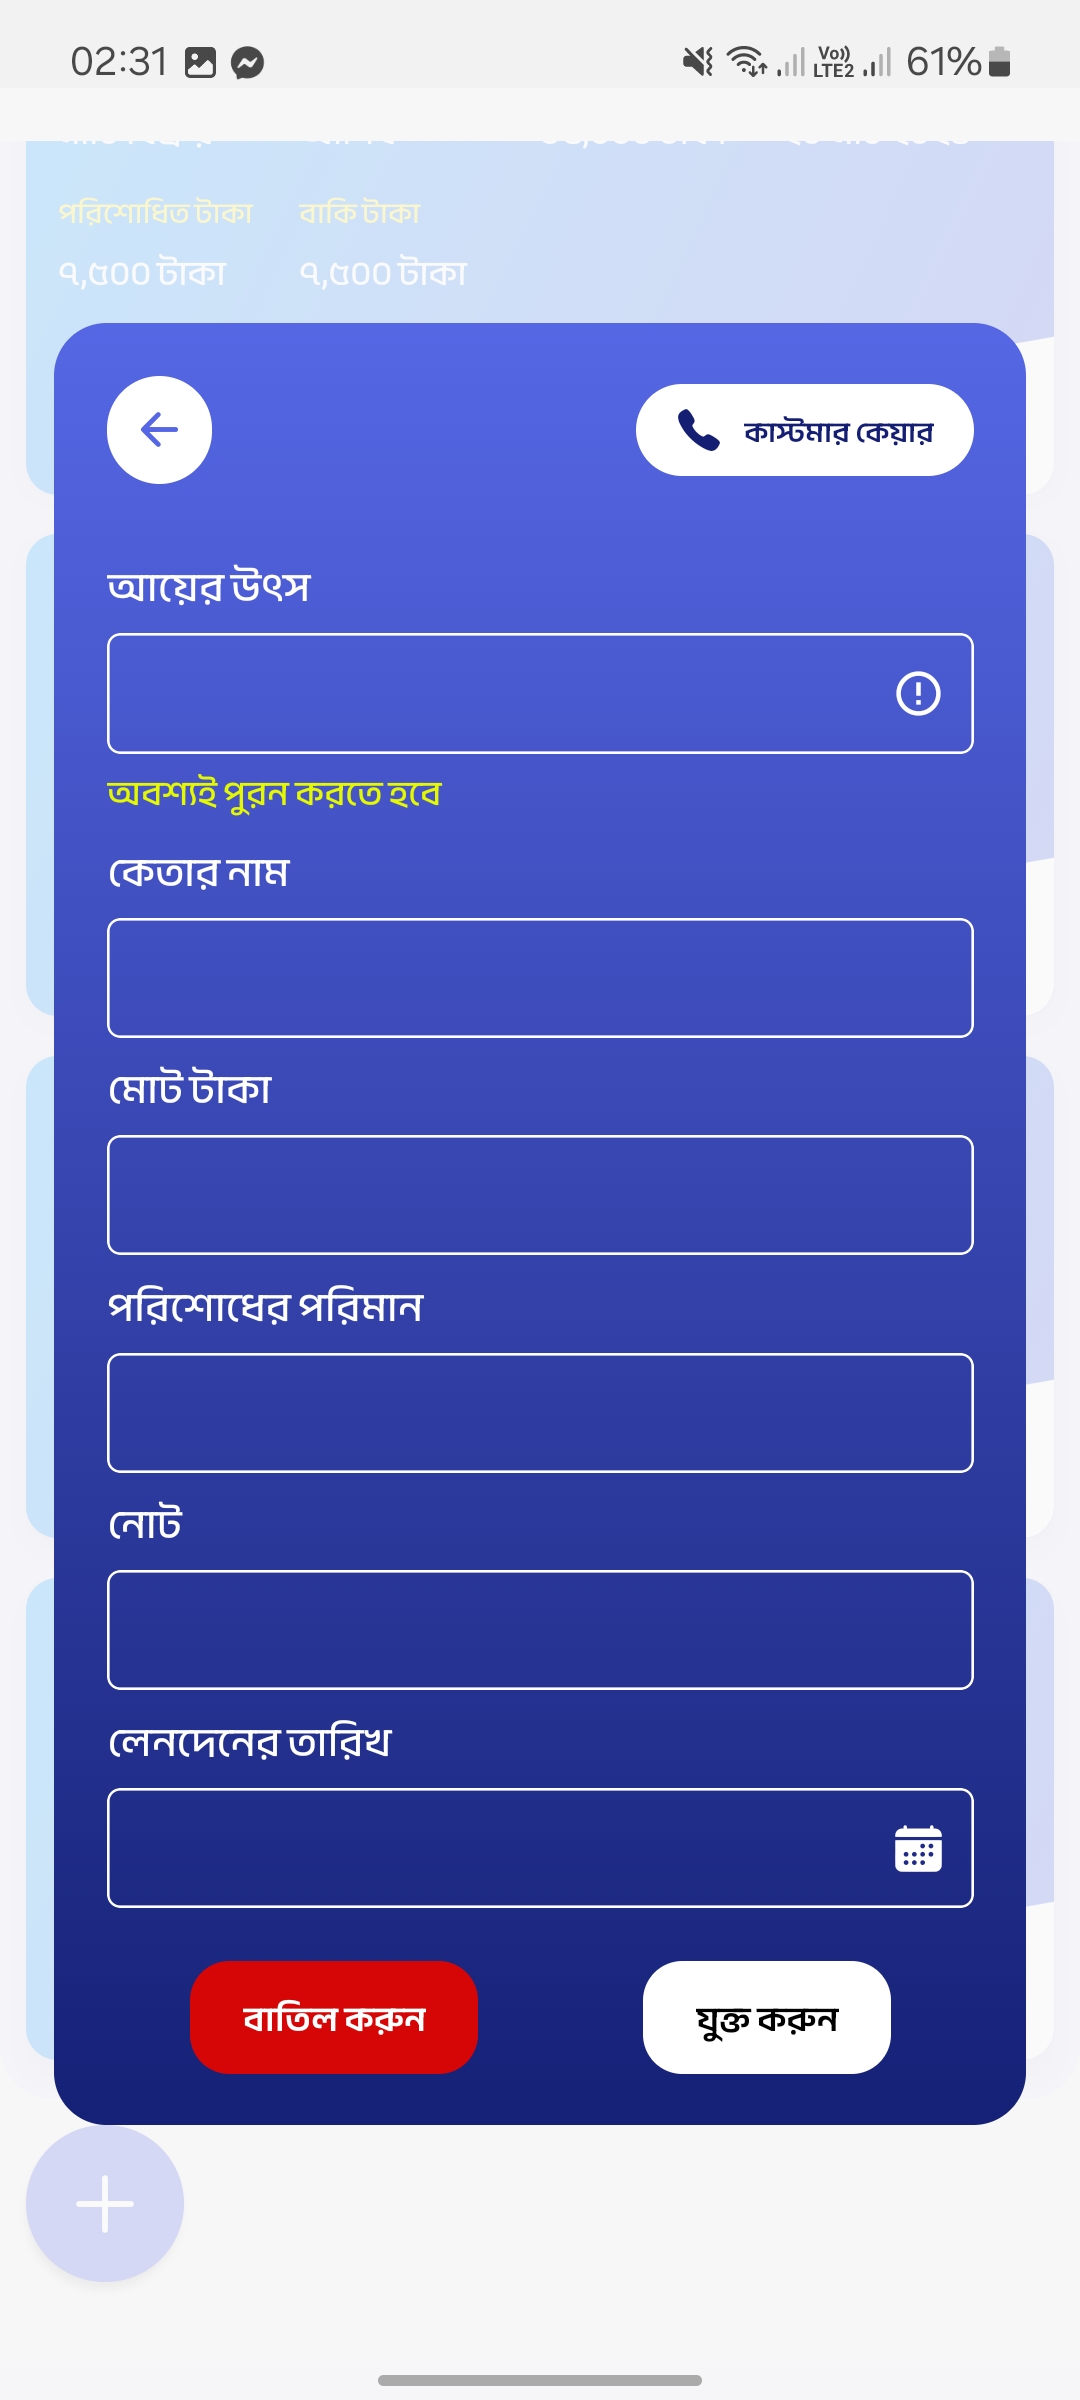 02:31
Vo)) LTE2 61%
পরিশোধিত টাকা বাকি টাকা
৭,৫০০ টাকা ৭,৫০০ টাকা
কাস্টমার কেয়ার
আয়ের উৎস
অবশ্যই পুরন করতে হবে
কেতার নাম
মোট টাকা
পরিশোধের পরিমান
নোট
লেনদেনের তারিখ
বাতিল করুন যুক্ত করুন